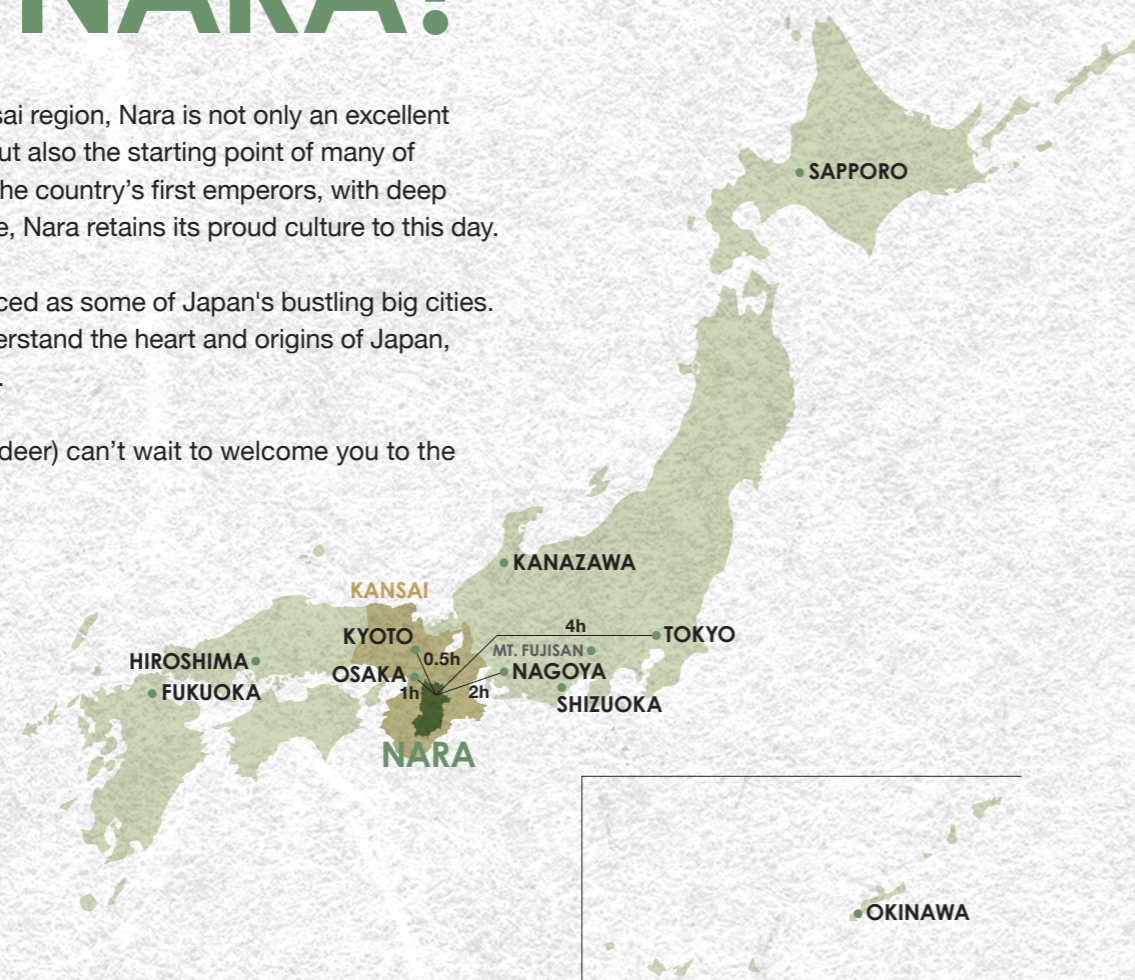 NARA!
sai region, Nara is not only an excellent
ut also the starting point of many of
he country’s first emperors, with deep
e, Nara retains its proud culture to this day.
ced as some of Japan's bustling big cities.
erstand the heart and origins of Japan,
.
deer) can’t wait to welcome you to the
SAPPORO
KANAZAWA
KANSAI
4h
KYOTO
TOKYO
MT. FUJISAN
0.5h
HIROSHIMA
OSAKA
NAGOYA
FUKUOKA
1h
2h
SHIZUOKA
NARA
OKINAWA